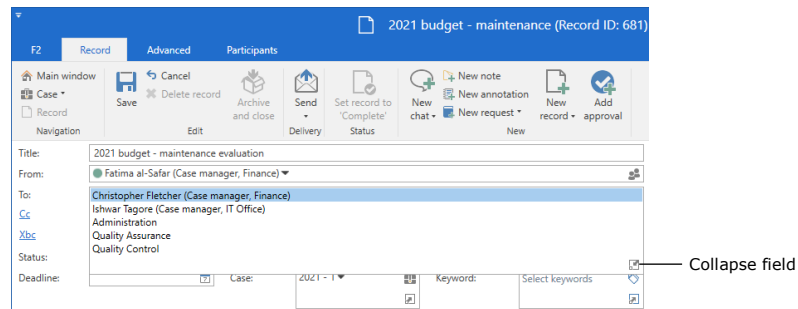 2021 budget - maintenance (Record ID: 681)
F2 Record Advanced Participants
Main window
Case
Record
Navigation
Save
Cancel
Delete record
Edit
Archive
and close
Send
Delivery
Set record to
'Complete'
Status
New
chat
New note
New annotation
New request
New
record
Add
approval
New
Title: 2021 budget - maintenance evaluation
From: Fatima al-Safar (Case manager, Finance)
To: Christopher Fletcher (Case manager, Finance)
Ishwar Tagore (Case manager, IT Office)
Cc
Administration
Xbc
Quality Assurance
Quality Control
Status:
Collapse field
Deadline: Case: 2021 - 1 Keyword: Select keywords